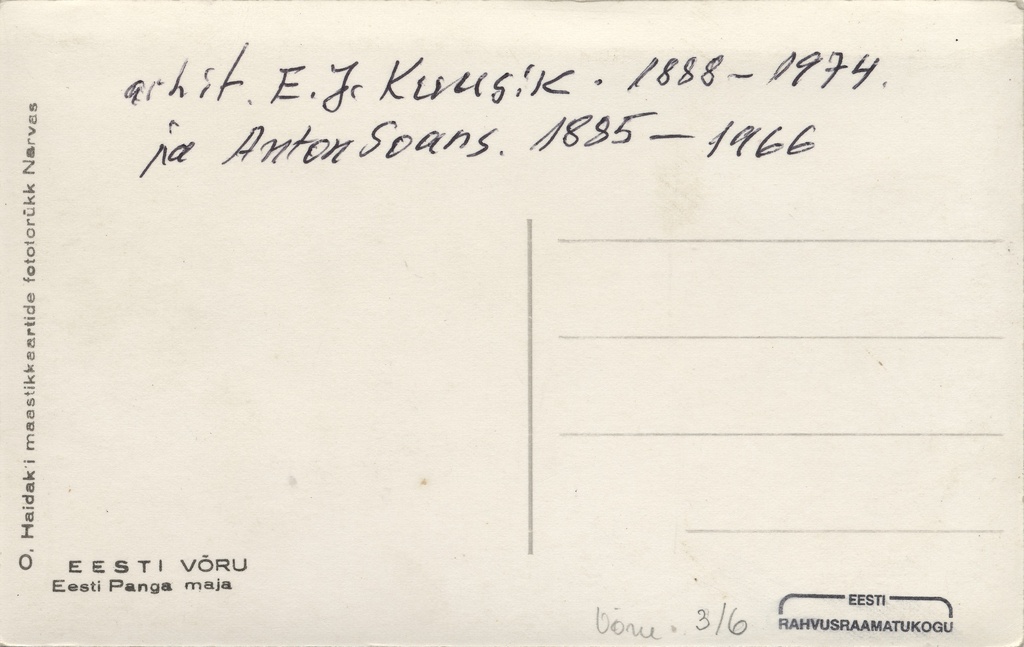 arhit. E. J. Kuusik. 1888 – 1974.
ja Anton Soans. 1885 – 1966
O. Haidak'i maastikkaartide fototrükk Narvas
EESTI VÕRU
Eesti Panga maja
Võru. 3/6
EESTI
RAHVUSRAAMATUKOGU